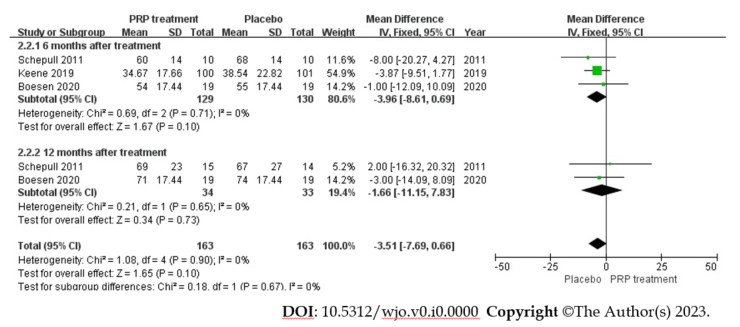 PRP treatment Placebo Mean Difference Mean Difference
Study or Subgroup Mean SD Total Mean SD Total Weight IV, Fixed, 95% CI Year IV, Fixed, 95% CI
2.2.1 6 months after treatment
Schepull 2011 60 14 10 68 14 10 11.6% -8.00 [-20.27, 4.27] 2011
Keene 2019 34.67 17.66 100 38.54 22.82 101 54.9% -3.87 [-9.51, 1.77] 2019
Boesen 2020 54 17.44 19 55 17.44 19 14.2% -1.00 [-12.09, 10.09] 2020
Subtotal (95% CI) 129 130 80.6% -3.96 [-8.61, 0.69]
Heterogeneity: Chi² = 0.69, df = 2 (P = 0.71); I² = 0%
Test for overall effect: Z = 1.67 (P = 0.10)
2.2.2 12 months after treatment
Schepull 2011 69 23 15 67 27 14 5.2% 2.00 [-16.32, 20.32] 2011
Boesen 2020 71 17.44 19 74 17.44 19 14.2% -3.00 [-14.09, 8.09] 2020
Subtotal (95% CI) 34 33 19.4% -1.66 [-11.15, 7.83]
Heterogeneity: Chi² = 0.21, df = 1 (P = 0.65); I² = 0%
Test for overall effect: Z = 0.34 (P = 0.73)
Total (95% CI) 163 163 100.0% -3.51 [-7.69, 0.66]
Heterogeneity: Chi² = 1.08, df = 4 (P = 0.90); I² = 0%
Test for overall effect: Z = 1.65 (P = 0.10)
Test for subgroup differences: Chi² = 0.18, df = 1 (P = 0.67), I² = 0%
-50 -25 0 25 50
Placebo PRP treatment
DOI: 10.5312/wjo.v0.i0.0000 Copyright ©The Author(s) 2023.